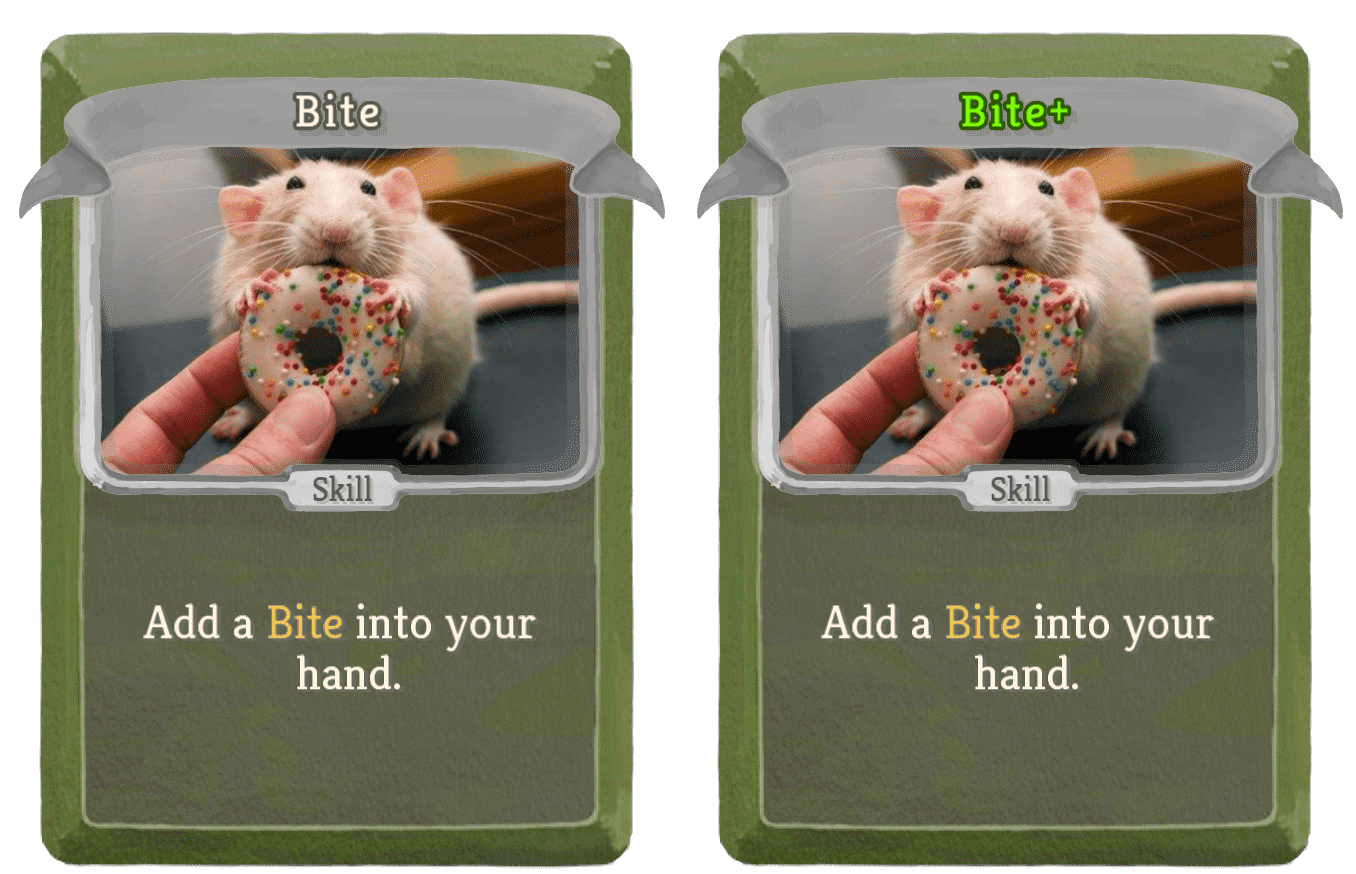 Bite
Skill
Add a Bite into your
hand.
Bite+
Skill
Add a Bite into your
hand.